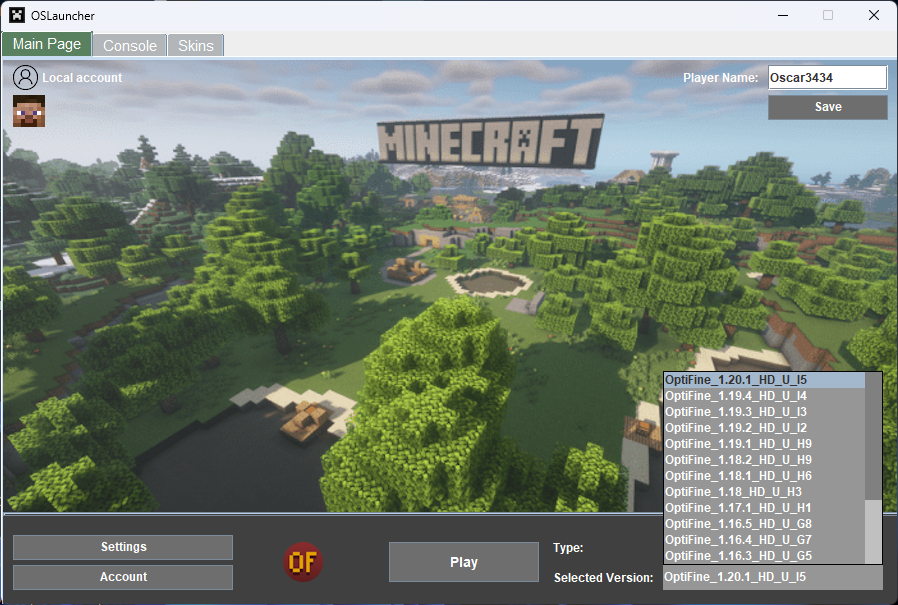 OSLauncher
Main Page
Console
Skins
Local account
Player Name:
Oscar3434
Save
MINECRAFT
OptiFine_1.20.1_HD_U_I5
OptiFine_1.19.4_HD_U_I4
OptiFine_1.19.3_HD_U_I3
OptiFine_1.19.2_HD_U_I2
OptiFine_1.19.1_HD_U_H9
OptiFine_1.18.2_HD_U_H9
OptiFine_1.18.1_HD_U_H6
OptiFine_1.18_HD_U_H3
OptiFine_1.17.1_HD_U_H1
OptiFine_1.16.5_HD_U_G8
OptiFine_1.16.4_HD_U_G7
OptiFine_1.16.3_HD_U_G5
Settings
Account
OF
Play
Type:
Selected Version:
OptiFine_1.20.1_HD_U_I5